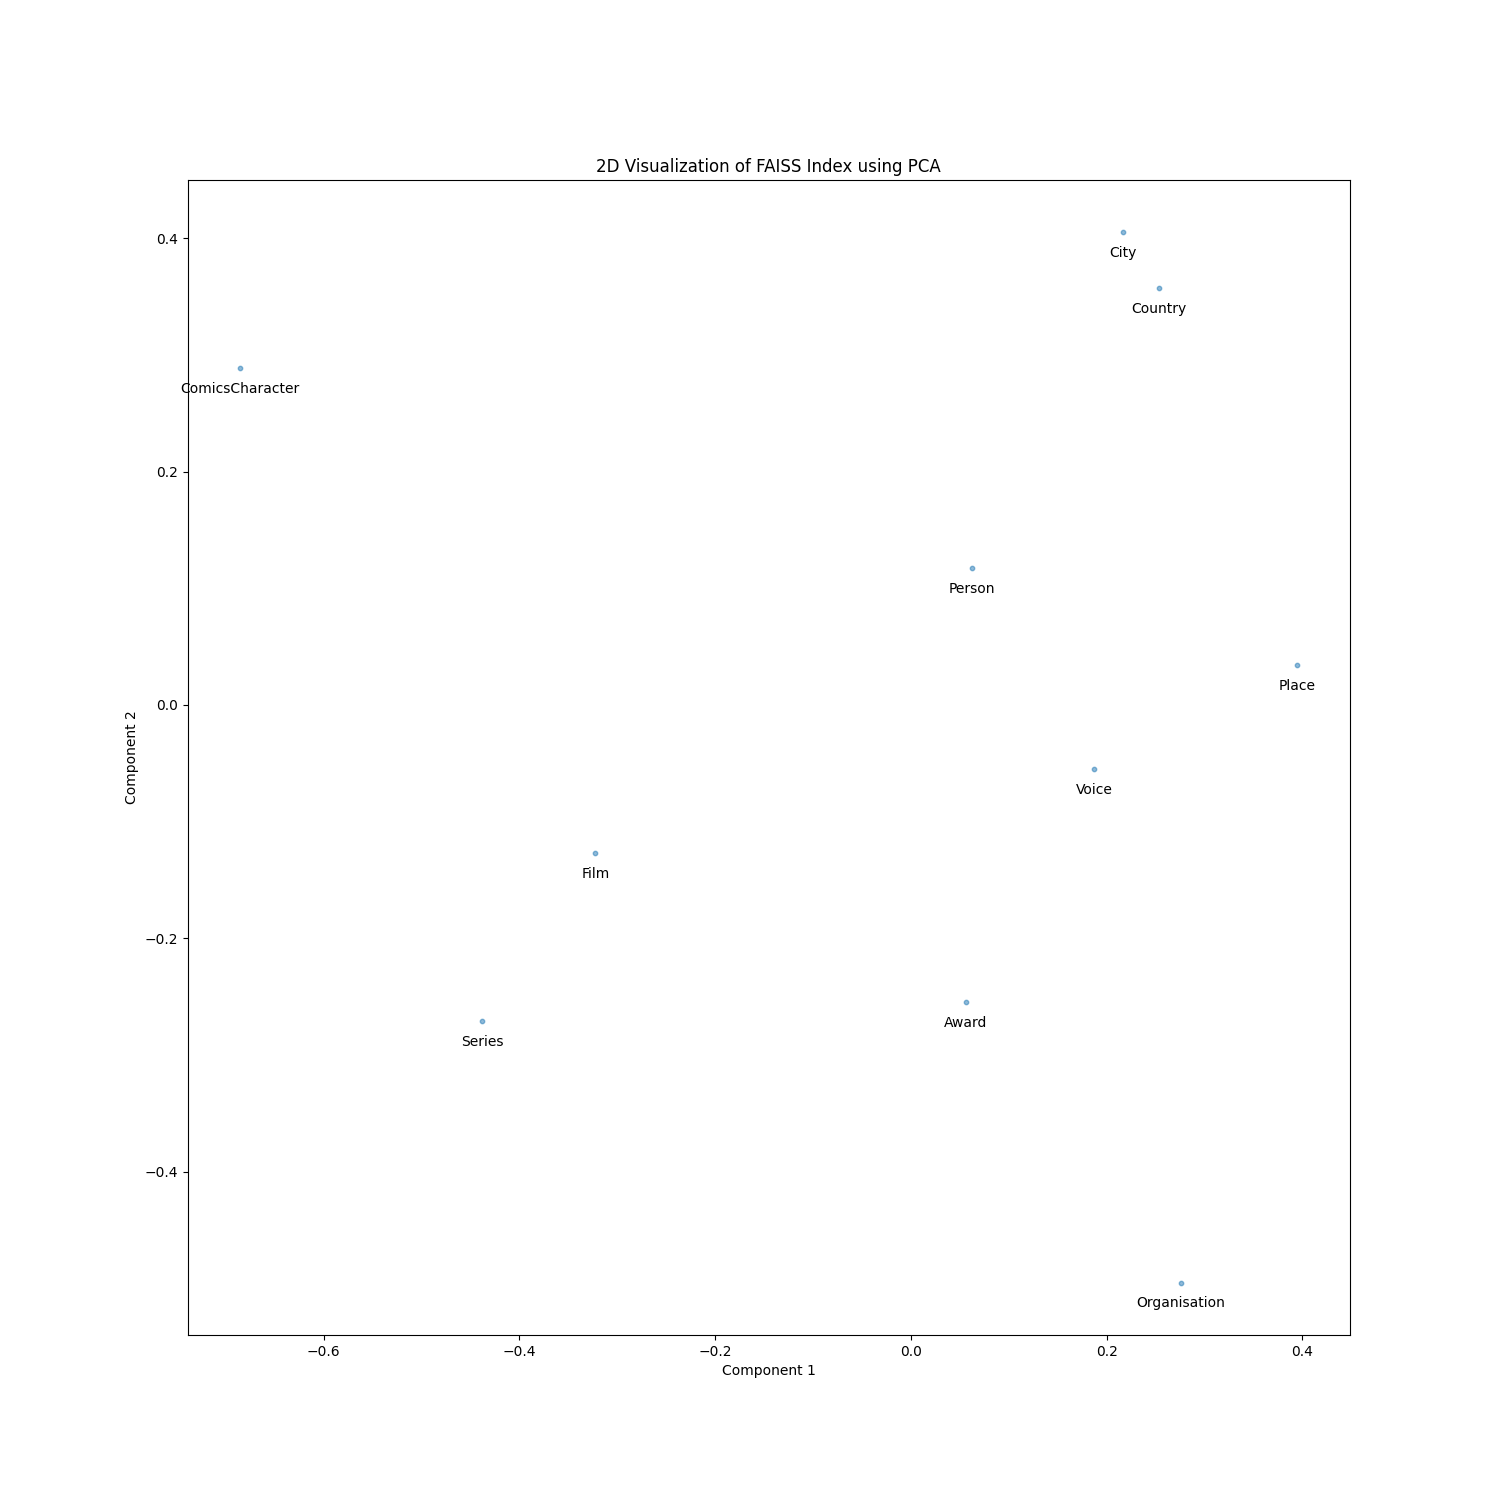 2D Visualization of FAISS Index using PCA
0.4
City
Country
ComicsCharacter
0.2
Person
Place
0.0
Component 2
Voice
Film
−0.2
Award
Series
−0.4
Organisation
−0.6
−0.4
−0.2
0.0
0.2
0.4
Component 1